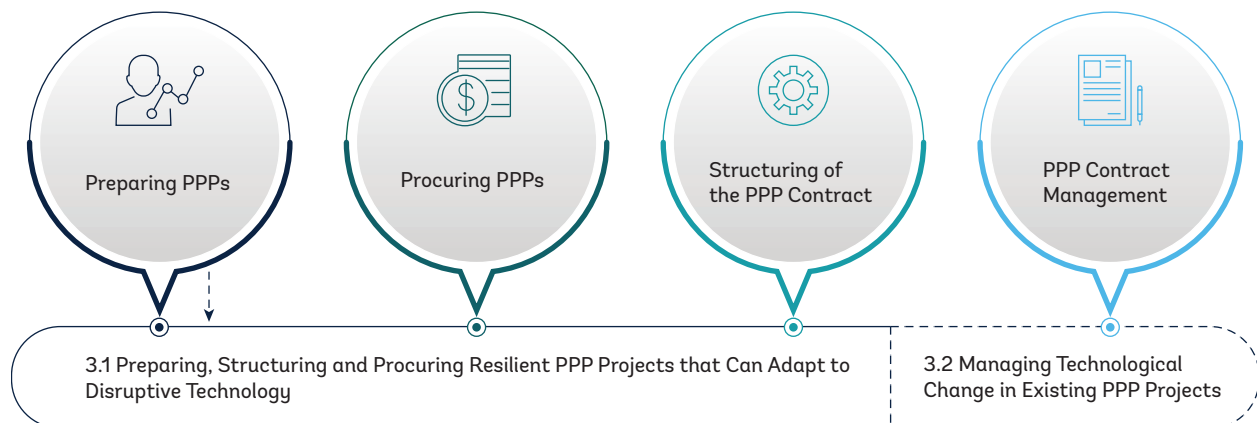 Preparing PPPs
Procuring PPPs
$
Structuring of
the PPP Contract
PPP Contract
Management
3.1 Preparing, Structuring and Procuring Resilient PPP Projects that Can Adapt to
Disruptive Technology
3.2 Managing Technological
Change in Existing PPP Projects